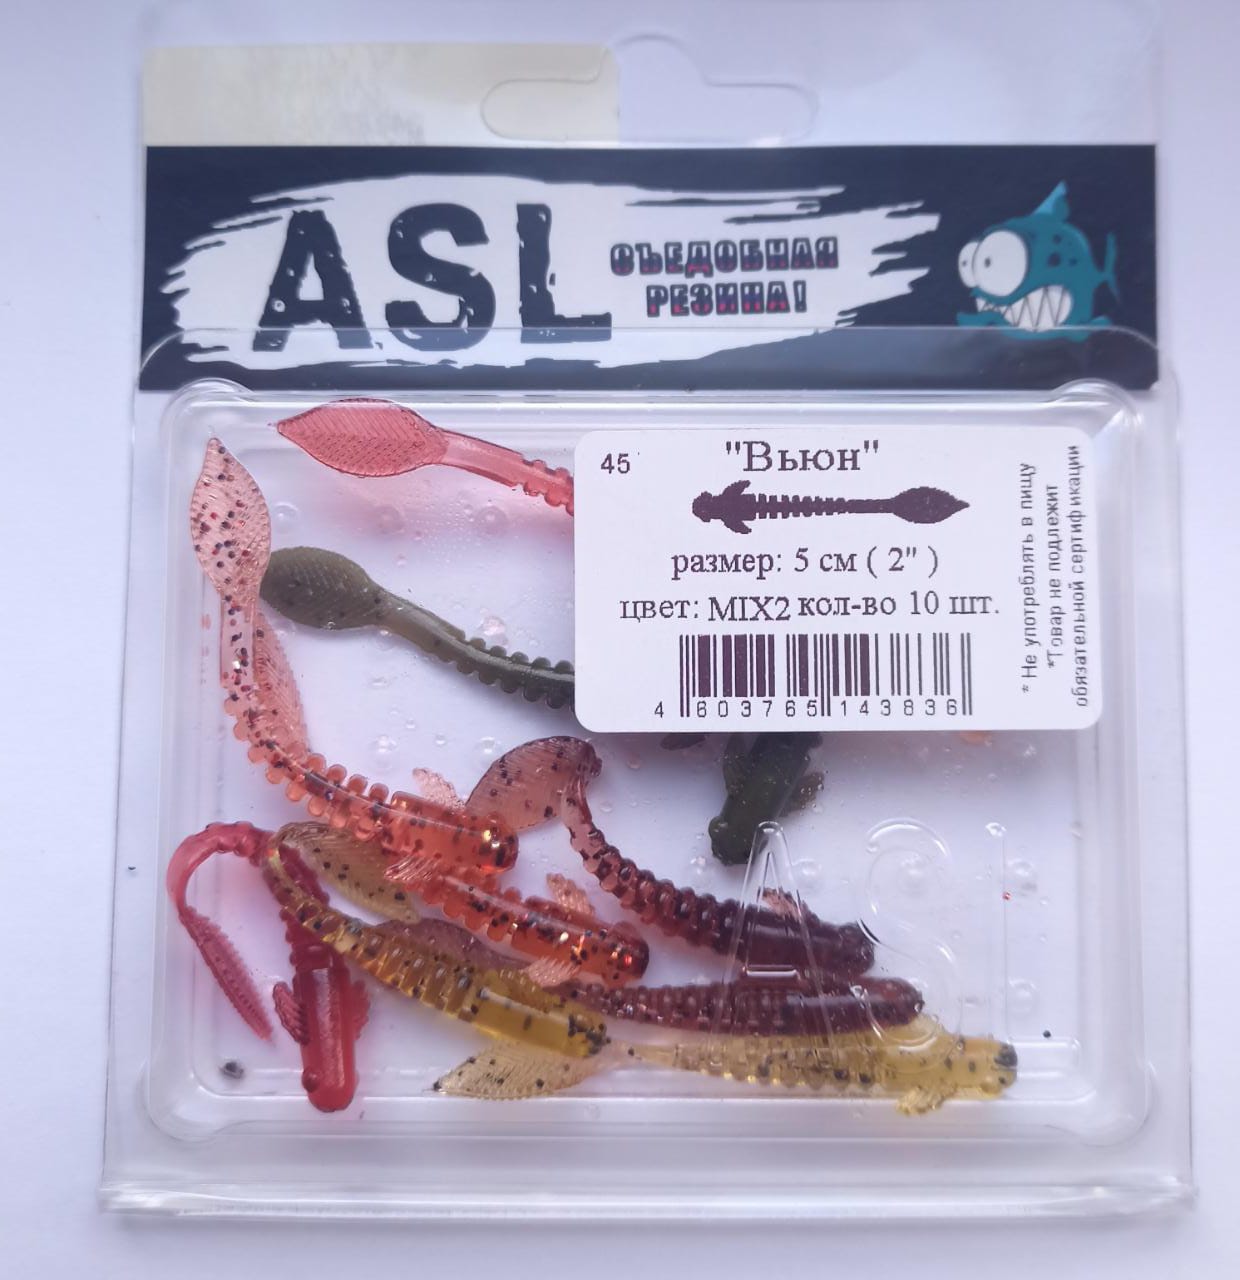 ASL
СЪЕДОБНАЯ
РЕЗИНА!
45
"Вьюн"
размер: 5 см ( 2" )
цвет: MIX2 кол-во 10 шт.
4 603765 143836
* Не употреблять в пищу
*Товар не подлежит
обязательной сертификации
ASL